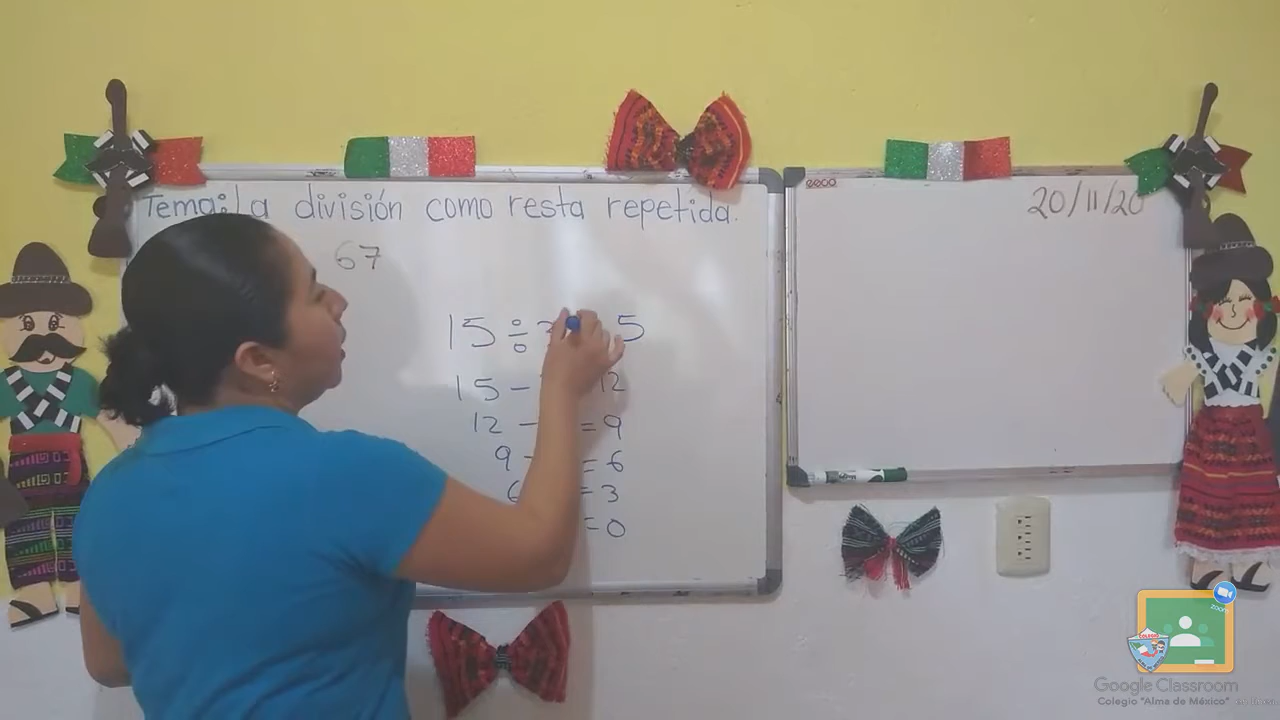 Tema: La división como resta repetida.
20/11/20
67
15 ÷ 5
15 - 12
12 - = 9
9 - = 6
6 = 3
= 0
zoom
Google Classroom
Colegio "Alma de México"